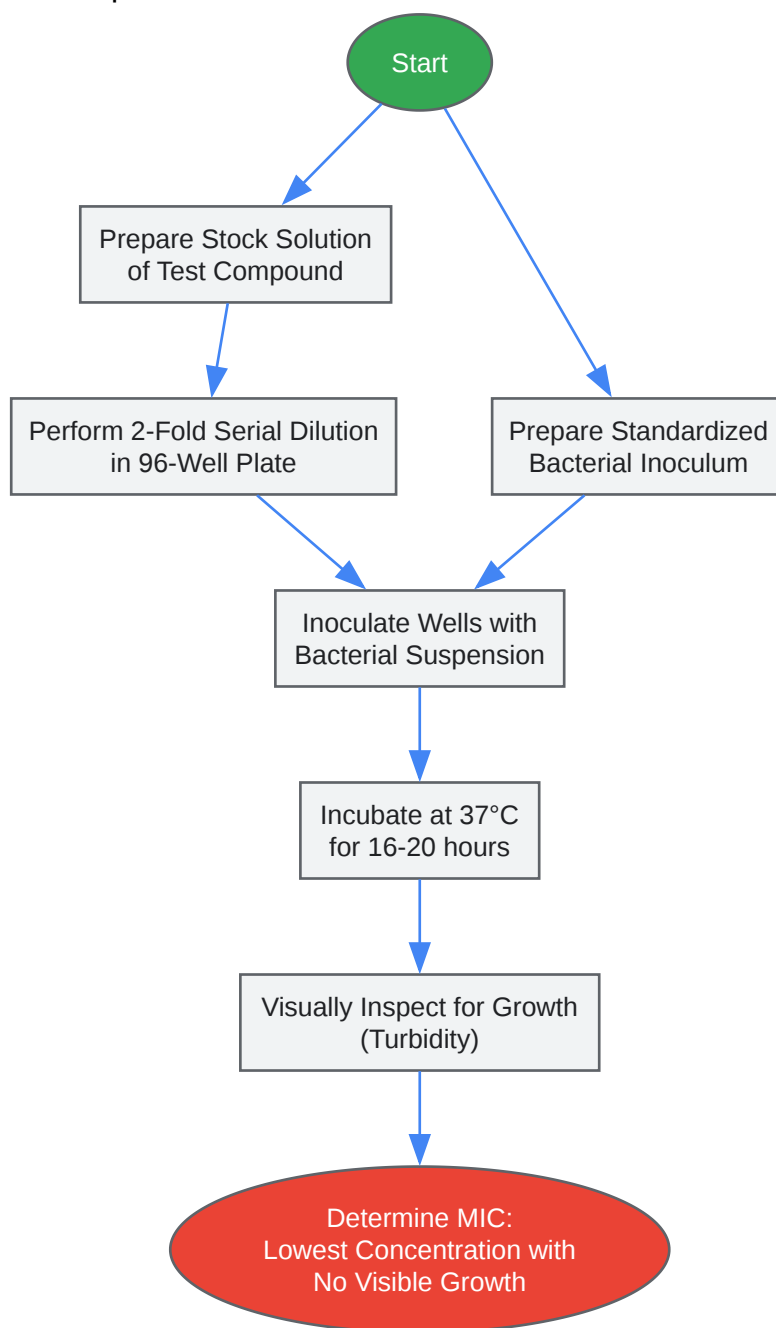 Start
Prepare Stock Solution
of Test Compound
Perform 2-Fold Serial Dilution
in 96-Well Plate
Prepare Standardized
Bacterial Inoculum
Inoculate Wells with
Bacterial Suspension
Incubate at 37°C
for 16-20 hours
Visually Inspect for Growth
(Turbidity)
Determine MIC:
Lowest Concentration with
No Visible Growth